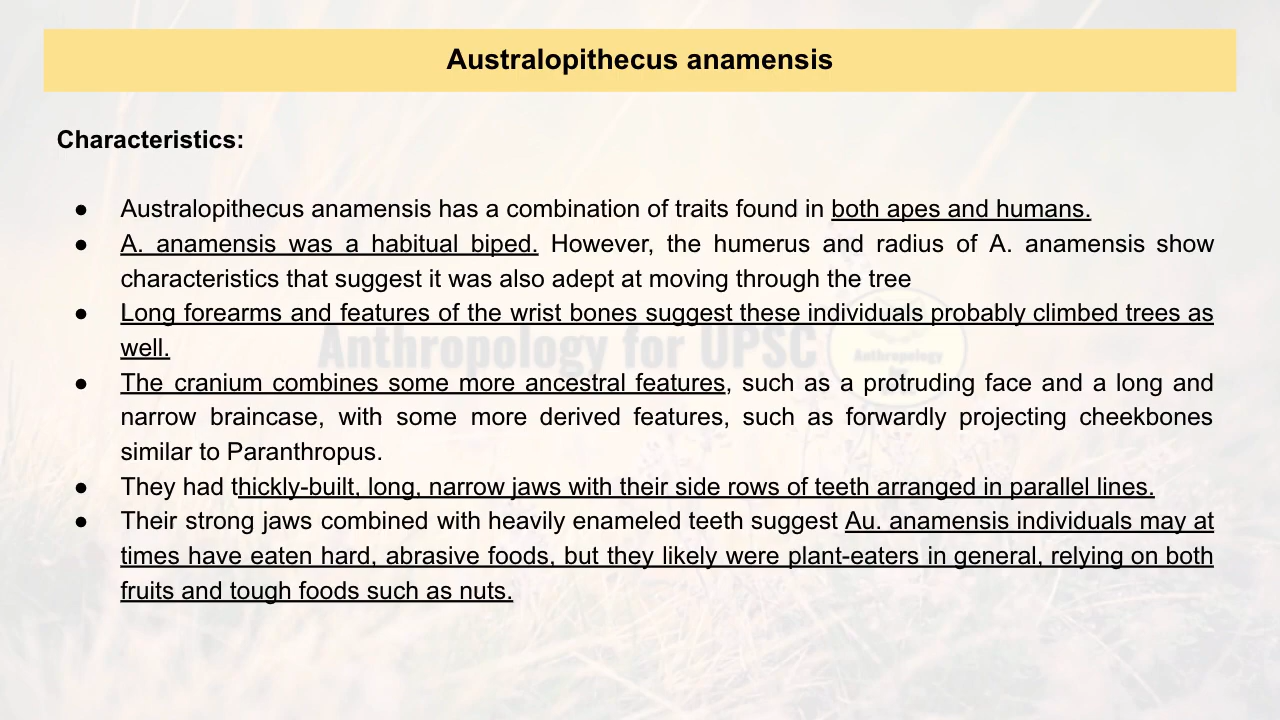 Australopithecus anamensis
Characteristics:
● Australopithecus anamensis has a combination of traits found in both apes and humans.
● A. anamensis was a habitual biped. However, the humerus and radius of A. anamensis show
characteristics that suggest it was also adept at moving through the tree
● Long forearms and features of the wrist bones suggest these individuals probably climbed trees as
well.
Anthropology for UPSC
Anthropology
● The cranium combines some more ancestral features, such as a protruding face and a long and
narrow braincase, with some more derived features, such as forwardly projecting cheekbones
similar to Paranthropus.
● They had thickly-built, long, narrow jaws with their side rows of teeth arranged in parallel lines.
● Their strong jaws combined with heavily enameled teeth suggest Au. anamensis individuals may at
times have eaten hard, abrasive foods, but they likely were plant-eaters in general, relying on both
fruits and tough foods such as nuts.